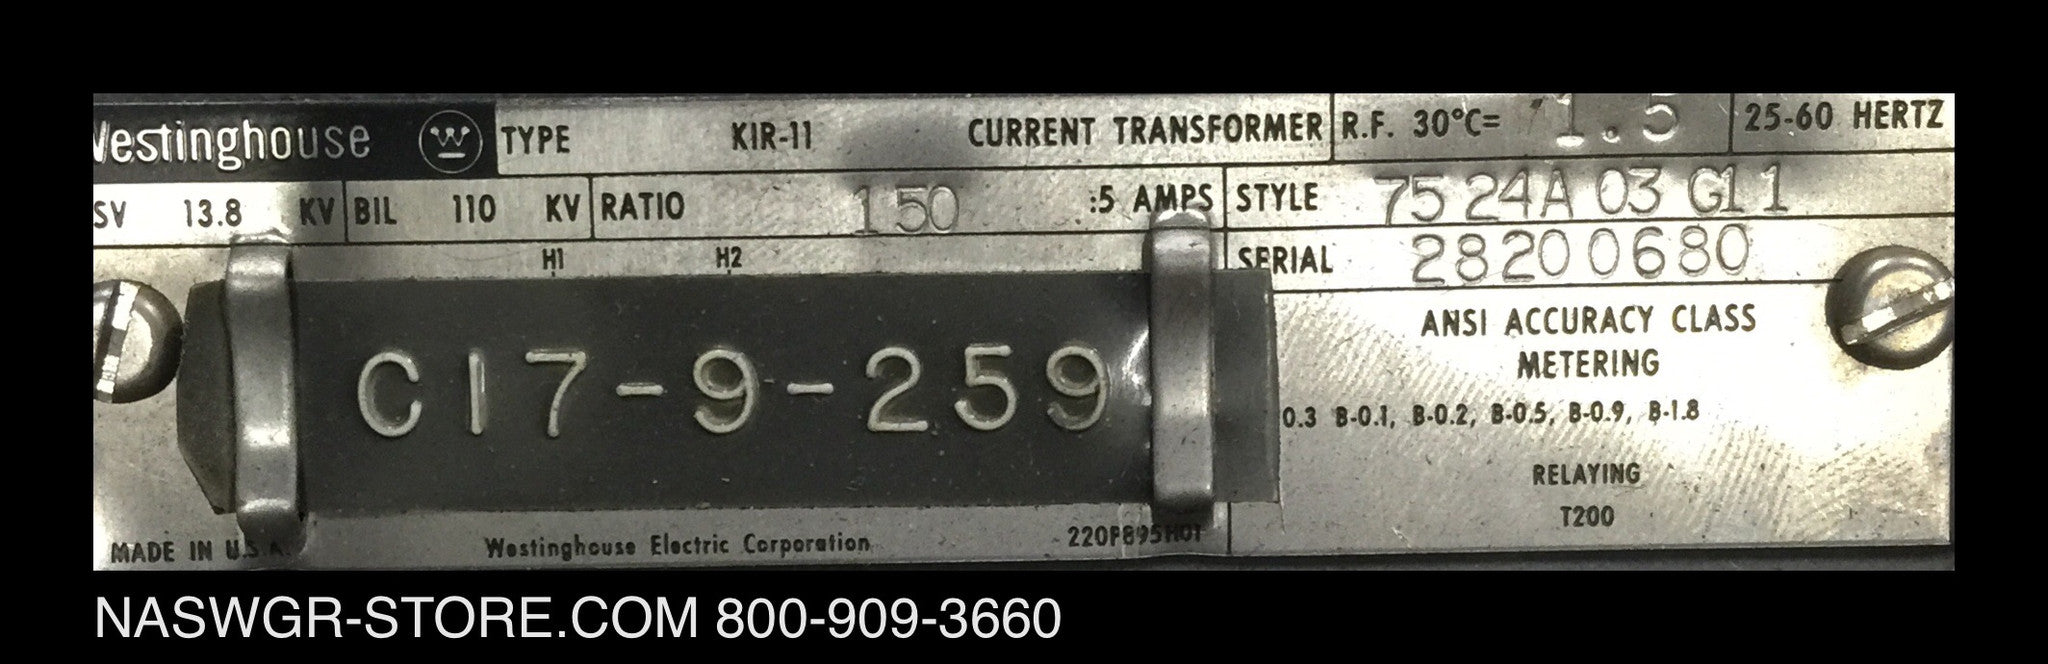 Westinghouse TYPE KIR-11 CURRENT TRANSFORMER R.F. 30°C= 1.5 25-60 HERTZ
SV 13.8 KV BIL 110 KV RATIO 150 :5 AMPS STYLE 7524A03G11
H1 H2 SERIAL 28200680
C17-9-259
ANSI ACCURACY CLASS
METERING
0.3 B-0.1, B-0.2, B-0.5, B-0.9, B-1.8
RELAYING
T200
MADE IN U.S.A. Westinghouse Electric Corporation 220P895H01
NASWGR-STORE.COM 800-909-3660